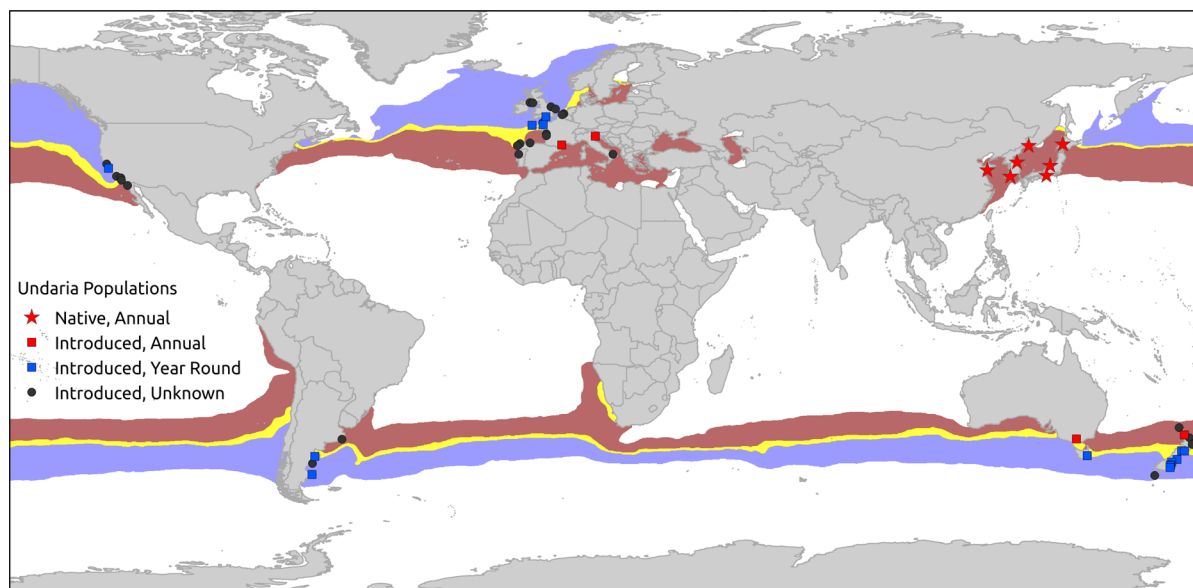 Undaria Populations
Native, Annual
Introduced, Annual
Introduced, Year Round
Introduced, Unknown